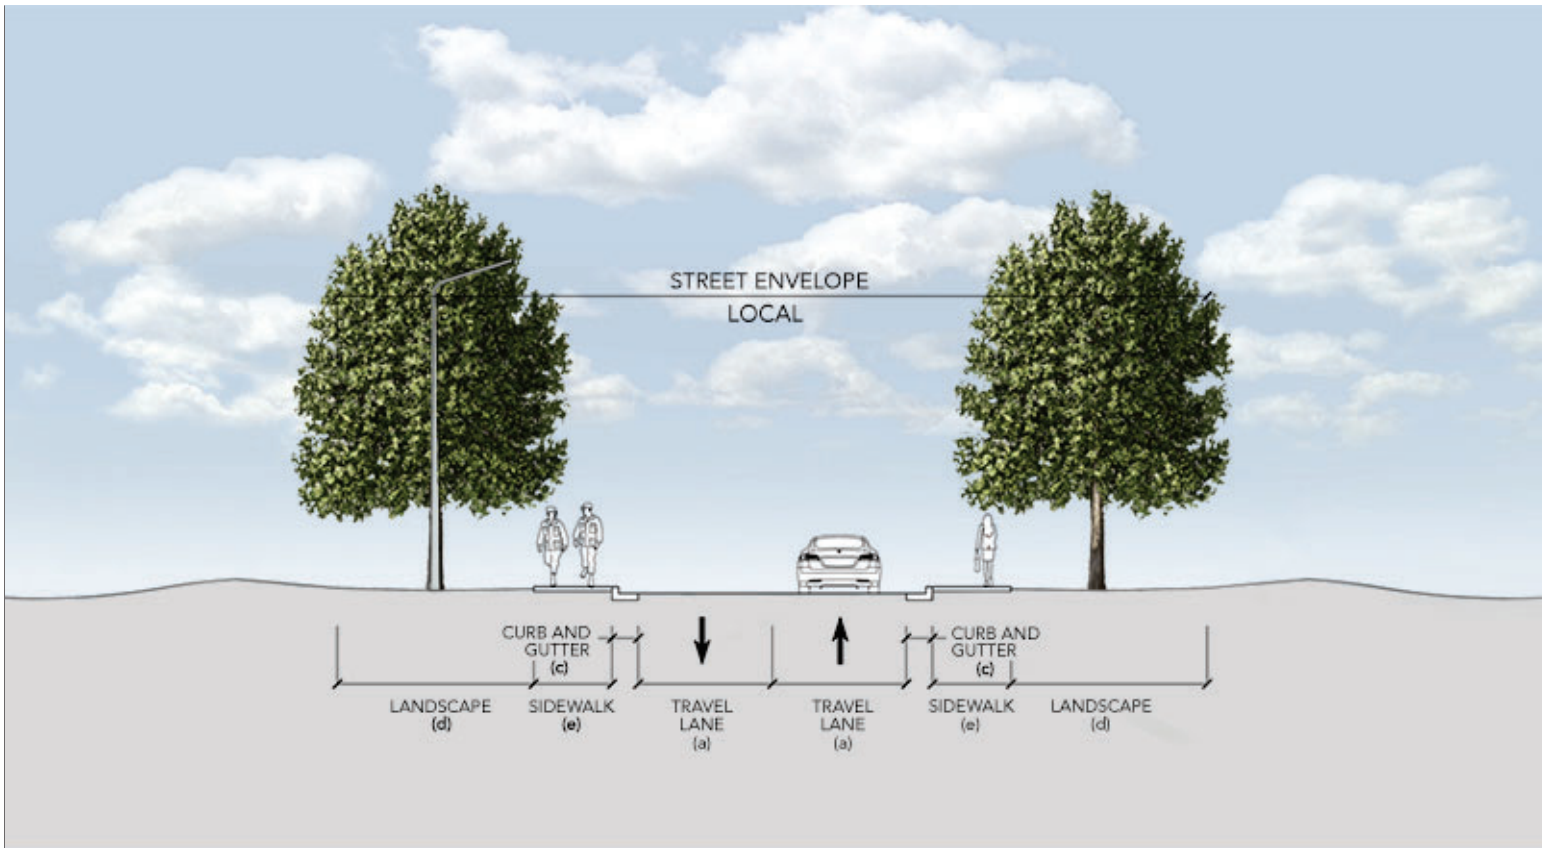 STREET ENVELOPE
LOCAL
CURB AND
GUTTER
(c)
CURB AND
GUTTER
(c)
LANDSCAPE
(d)
SIDEWALK
(e)
TRAVEL
LANE
(a)
TRAVEL
LANE
(a)
SIDEWALK
(e)
LANDSCAPE
(d)